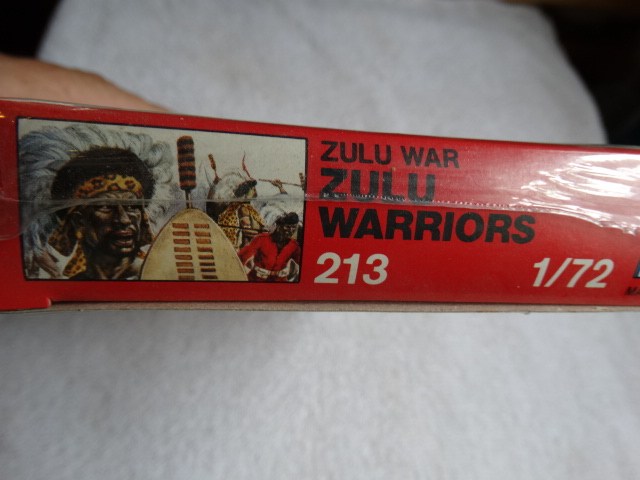 ZULU WAR
ZULU
WARRIORS
213 1/72